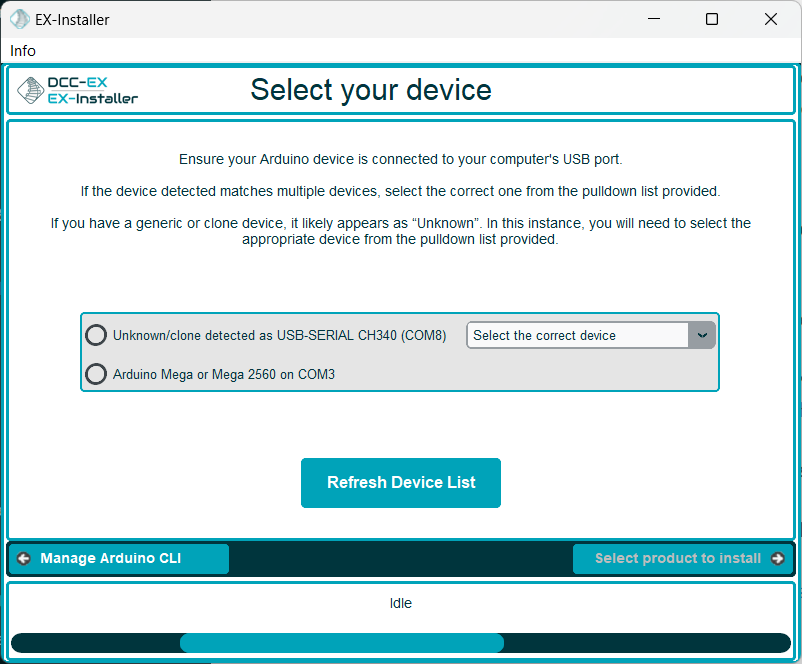 EX-Installer
Info
DCC-EX
EX-Installer
Select your device
Ensure your Arduino device is connected to your computer's USB port.
If the device detected matches multiple devices, select the correct one from the pulldown list provided.
If you have a generic or clone device, it likely appears as “Unknown”. In this instance, you will need to select the
appropriate device from the pulldown list provided.
Unknown/clone detected as USB-SERIAL CH340 (COM8)
Select the correct device
Arduino Mega or Mega 2560 on COM3
Refresh Device List
Manage Arduino CLI
Select product to install
Idle